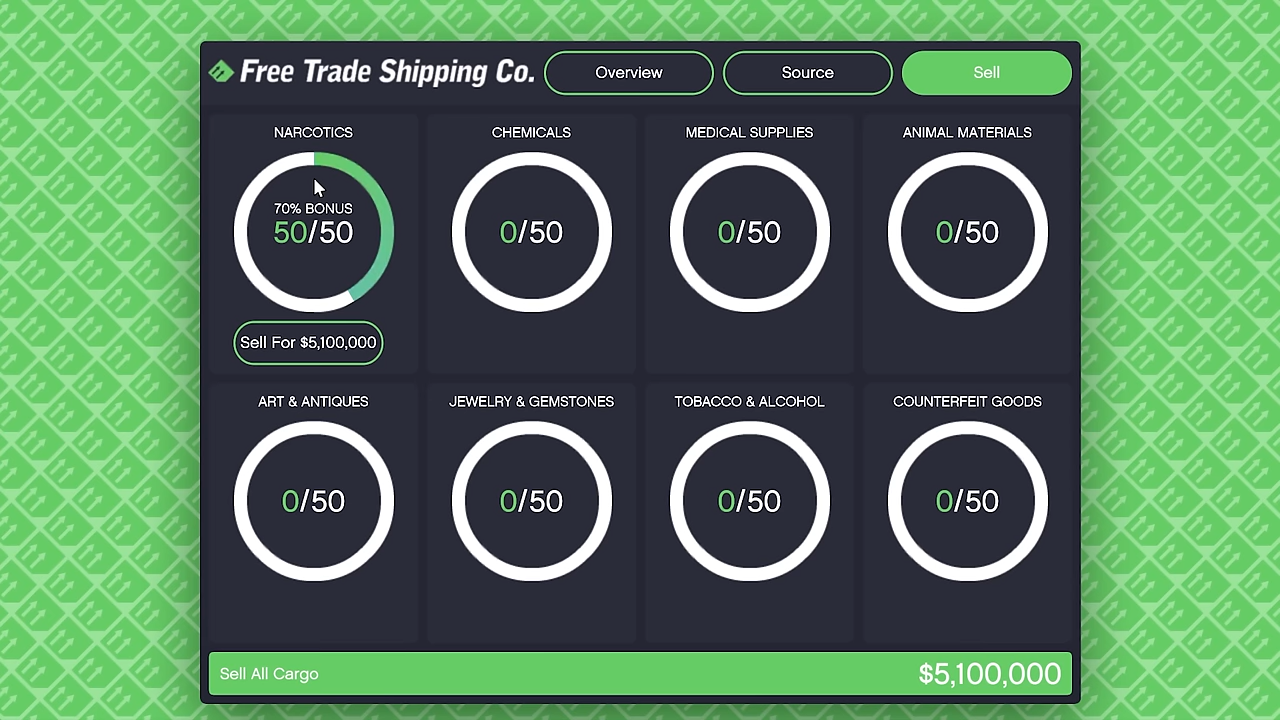 Free Trade Shipping Co.
Overview
Source
Sell
NARCOTICS
70% BONUS
50/50
Sell For $5,100,000
CHEMICALS
0/50
MEDICAL SUPPLIES
0/50
ANIMAL MATERIALS
0/50
ART & ANTIQUES
0/50
JEWELRY & GEMSTONES
0/50
TOBACCO & ALCOHOL
0/50
COUNTERFEIT GOODS
0/50
Sell All Cargo
$5,100,000